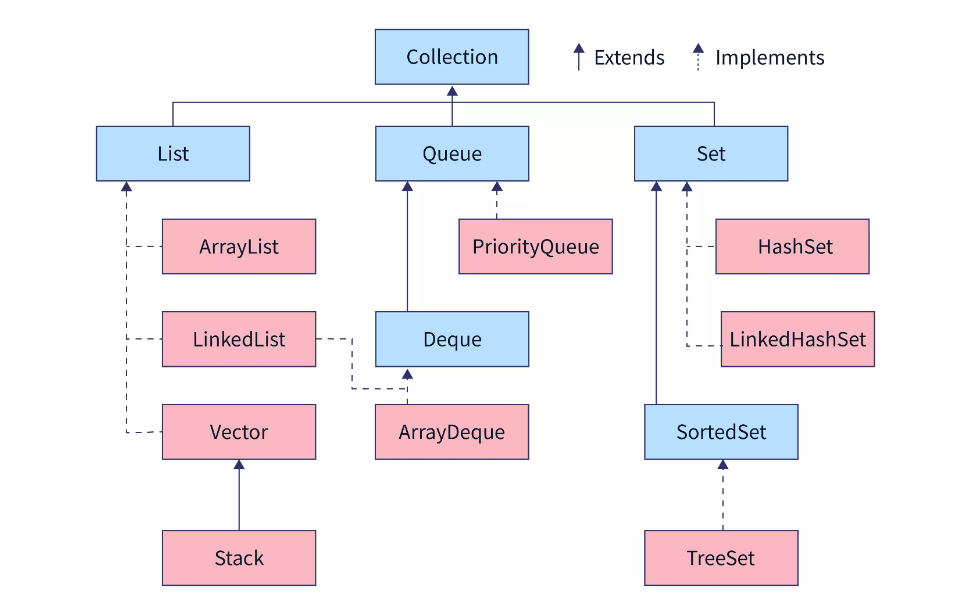 Collection
Extends
Implements
List
Queue
Set
ArrayList
PriorityQueue
HashSet
LinkedList
Deque
LinkedHashSet
Vector
ArrayDeque
SortedSet
Stack
TreeSet